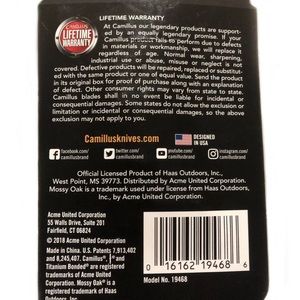 CAMILLUS
LIFETIME
WARRANTY
LIFETIME WARRANTY
At Camillus our legendary products are support-
ed by an equally legendary promise. If your
Camillus product fails to perform due to defects
in materials or workmanship, we will replace it
regardless of age. Normal wear, sharpening,
industrial use or abuse, misuse or neglect is not
covered. Defective products will be repaired, replaced or substitut-
ed with the same product or one of equal value. Send the product
in its original box for proof of purchase along with an explanation
of defect. Other consumer rights may be afforded by state laws.
Camillus blades shall in no event be liable for incidental or
consequential damages. Some states do not allow the exclusion or
limitation or incidental or consequential damages, so the above
exclusions may not apply to you.
Camillusknives.com
DESIGNED
IN USA
facebook.com/
camillusbrand
twitter.com/
camillusbrand
youtube.com/
camillusbrand
instagram.com/
camillusbrand
Official Licensed Product of Haas Outdoors, Inc.,
West Point, MS 39773. Distributed by Acme United Corporation.
Mossy Oak is a trademark used under license from Haas Outdoors,
Inc, by Acme United Corporation.
Acme United Corporation
55 Walls Drive, Suite 201
Fairfield, CT 06824
© 2018 Acme United Corporation.
Made in China. U.S. Patents 7,913,402
and 8,245,407. Camillus®, and
Titanium Bonded® are registered
trademarks of Acme United
Corporation. Mossy Oak® is a
registered trademark of Haas
Outdoors, Inc.
0 16162 19468 6
Model No. 19468